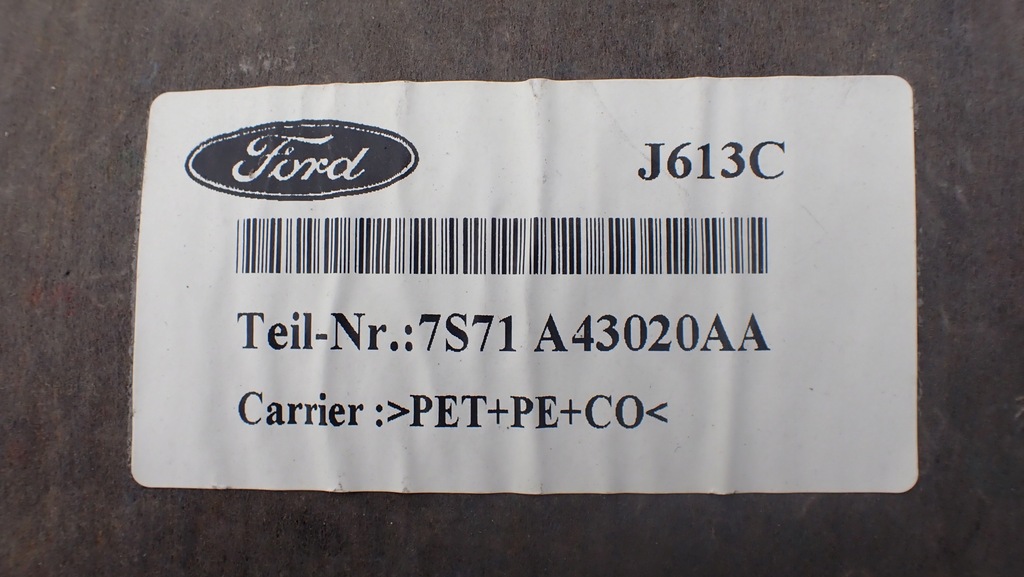 Ford
J613C
Teil-Nr.:7S71 A43020AA
Carrier :>PET+PE+CO<